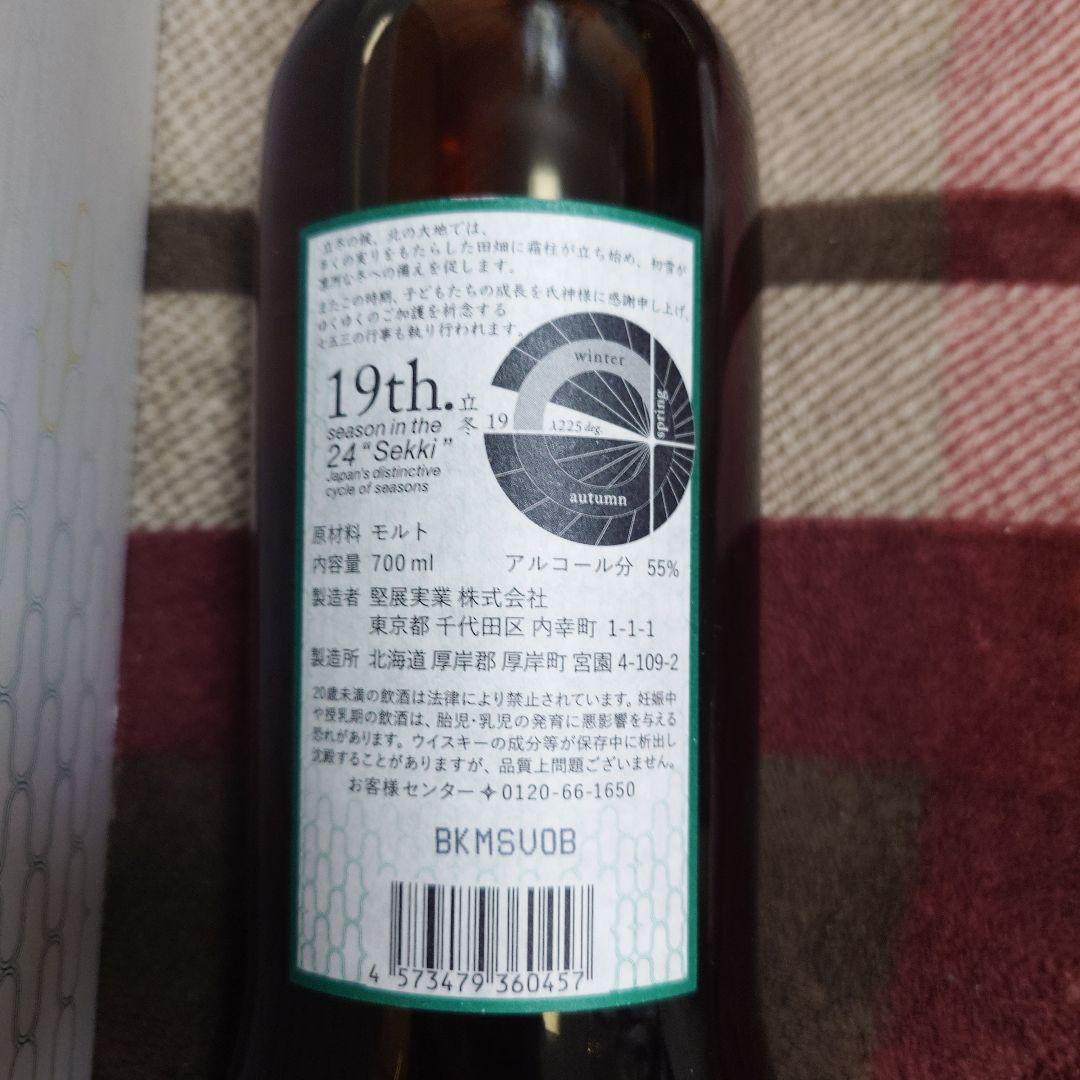 立冬の候、北の大地では、
多くの実りをもたらした田畑に霜柱が立ち始め、初雪が
冬への備えを促します。
またこの時期、子どもたちの成長を氏神様に感謝申し上げ、
ゆくゆくのご加護を祈念する
七五三の行事も執り行われます。
19th.
season in the
24 "Sekki"
Japan's distinctive
cycle of seasons
立冬
19
winter
spring
λ225 deg.
autumn
原材料 モルト
内容量 700 ml アルコール分 55%
製造者 堅展実業 株式会社
東京都 千代田区 内幸町 1-1-1
製造所 北海道 厚岸郡 厚岸町 宮園 4-109-2
20歳未満の飲酒は法律により禁止されています。妊娠中
や授乳期の飲酒は、胎児・乳児の発育に悪影響を与える
恐れがあります。ウイスキーの成分等が保存中に析出し
沈殿することがありますが、品質上問題ございません。
お客様センター ✧ 0120-66-1650
BKMSVOB
4 573479 360457